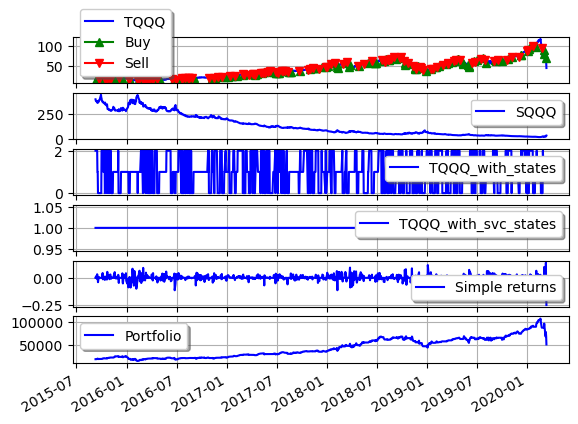 TQQQ
Buy
Sell
100
50
SQQQ
250
0
TQQQ_with_states
2
0
TQQQ_with_svc_states
1.05
1.00
0.95
Simple returns
0.00
−0.25
Portfolio
100000
50000
2015-07
2016-01
2016-07
2017-01
2017-07
2018-01
2018-07
2019-01
2019-07
2020-01